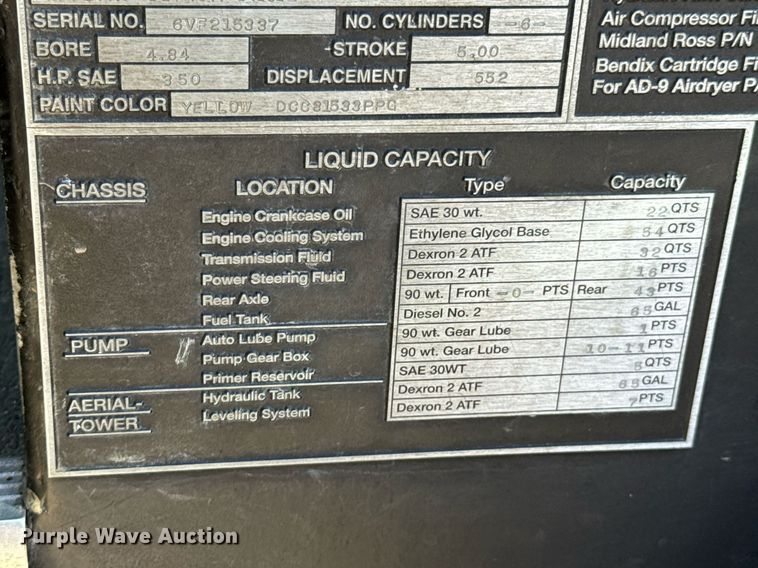 SERIAL NO. 6VF215337 NO. CYLINDERS -6-
BORE 4.84 STROKE 5.00
H.P. SAE 350 DISPLACEMENT 552
PAINT COLOR YELLOW DCC81533PPG
Air Compressor Fi
Midland Ross P/N
Bendix Cartridge Fi
For AD-9 Airdryer P/
LIQUID CAPACITY
CHASSIS LOCATION Type Capacity
Engine Crankcase Oil SAE 30 wt. 22 QTS
Engine Cooling System Ethylene Glycol Base 54 QTS
Transmission Fluid Dexron 2 ATF 32 QTS
Power Steering Fluid Dexron 2 ATF 16 PTS
Rear Axle 90 wt. Front -0- PTS Rear 43 PTS
Fuel Tank Diesel No. 2 65 GAL
PUMP Auto Lube Pump 90 wt. Gear Lube 1 PTS
Pump Gear Box 90 wt. Gear Lube 10-11 PTS
Primer Reservoir SAE 30WT QTS
AERIAL- Hydraulic Tank Dexron 2 ATF 65 GAL
TOWER Leveling System Dexron 2 ATF 7 PTS
Purple Wave Auction